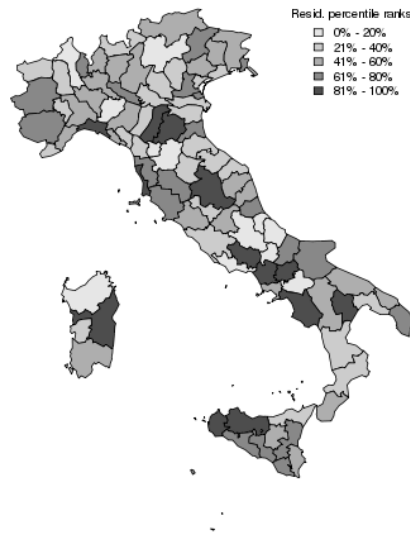 Resid. percentile ranks
0% - 20%
21% - 40%
41% - 60%
61% - 80%
81% - 100%